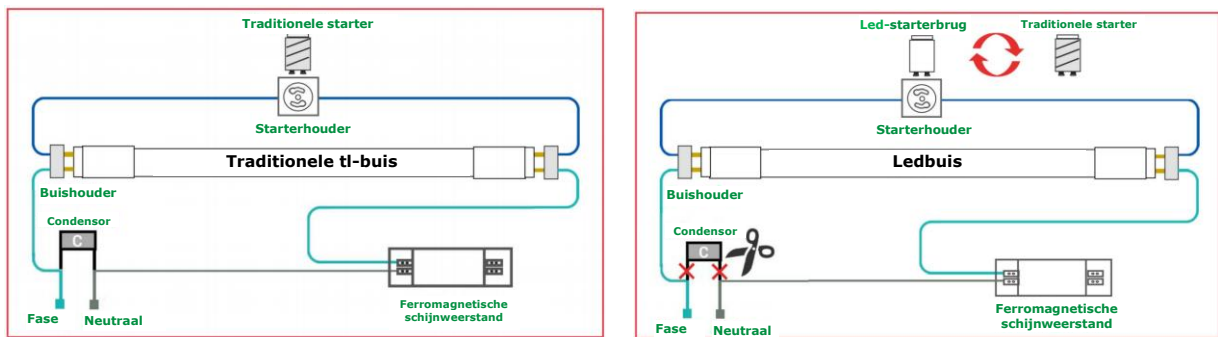 Traditionele starter
Starterhouder
Traditionele tl-buis
Buishouder
Condensor
C
Ferromagnetische
schijnweerstand
Fase
Neutraal
Led-starterbrug
Traditionele starter
Starterhouder
Ledbuis
Buishouder
Condensor
C
Ferromagnetische
schijnweerstand
Fase
Neutraal